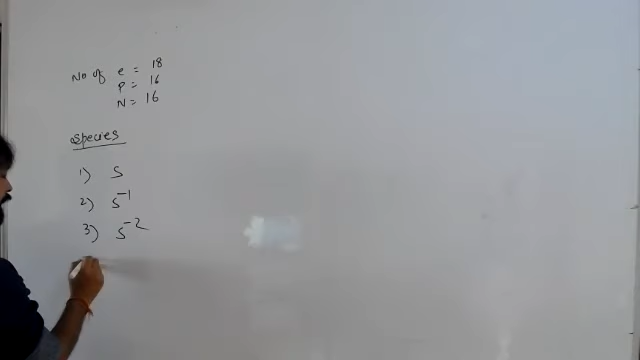 No of e = 18
P = 16
N = 16
Species
1) S
2) S⁻¹
3) S⁻²